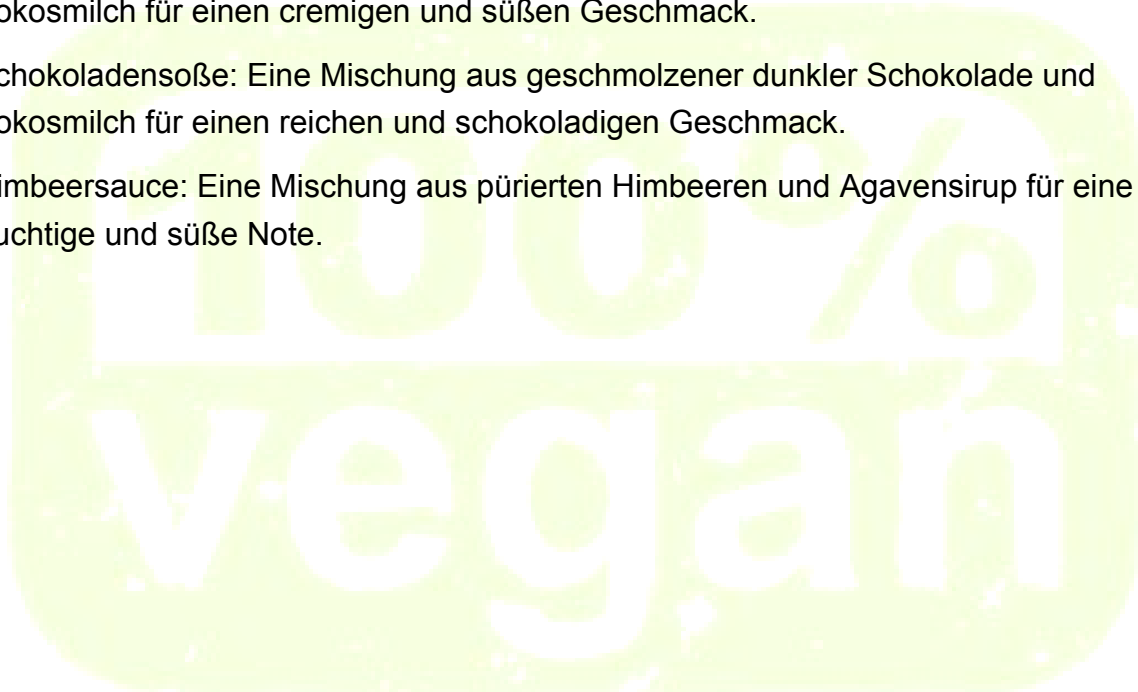 okosmilch für einen cremigen und süßen Geschmack.
chokoladensoße: Eine Mischung aus geschmolzener dunkler Schokolade und
okosmilch für einen reichen und schokoladigen Geschmack.
imbeersauce: Eine Mischung aus pürierten Himbeeren und Agavensirup für eine
uchtige und süße Note.
100%
vegan